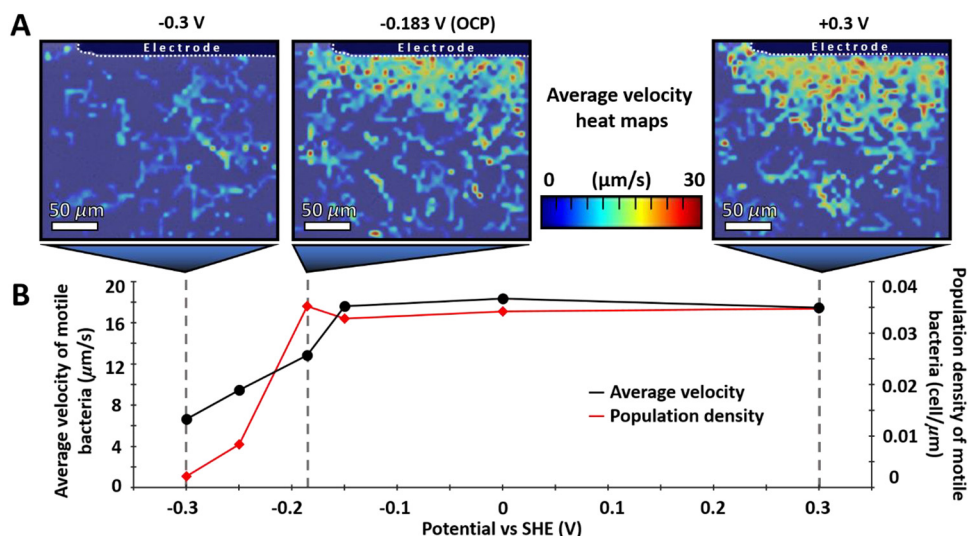 A
-0.3 V
-0.183 V (OCP)
+0.3 V
Electrode
Electrode
Electrode
Average velocity
heat maps
0 (μm/s) 30
50 μm
50 μm
50 μm
B
Average velocity of motile
bacteria (μm/s)
20
16
12
8
4
0
Average velocity
Population density
0.04
0.03
0.02
0.01
0
Population density of motile
bacteria (cell/μm)
-0.3
-0.2
-0.1
0
0.1
0.2
0.3
Potential vs SHE (V)